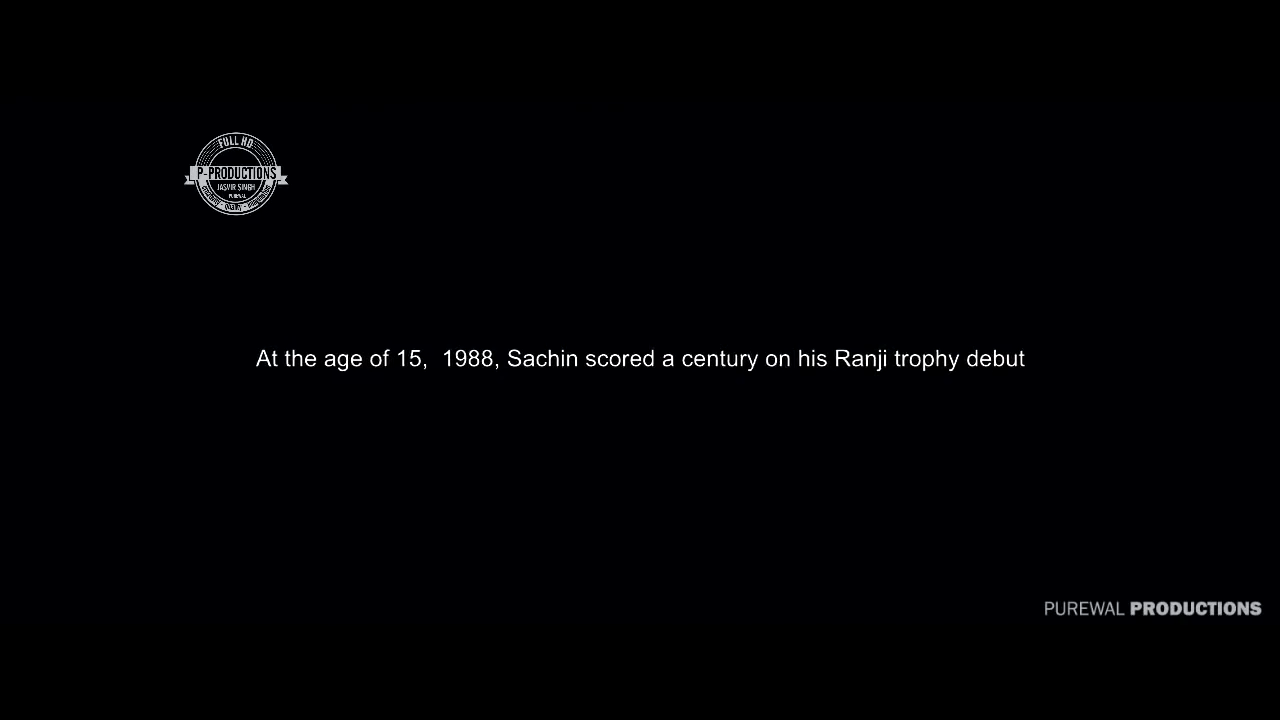 FULL HD
P-PRODUCTIONS
JASVIR SINGH
PUREWAL
At the age of 15,  1988, Sachin scored a century on his Ranji trophy debut
PUREWAL PRODUCTIONS